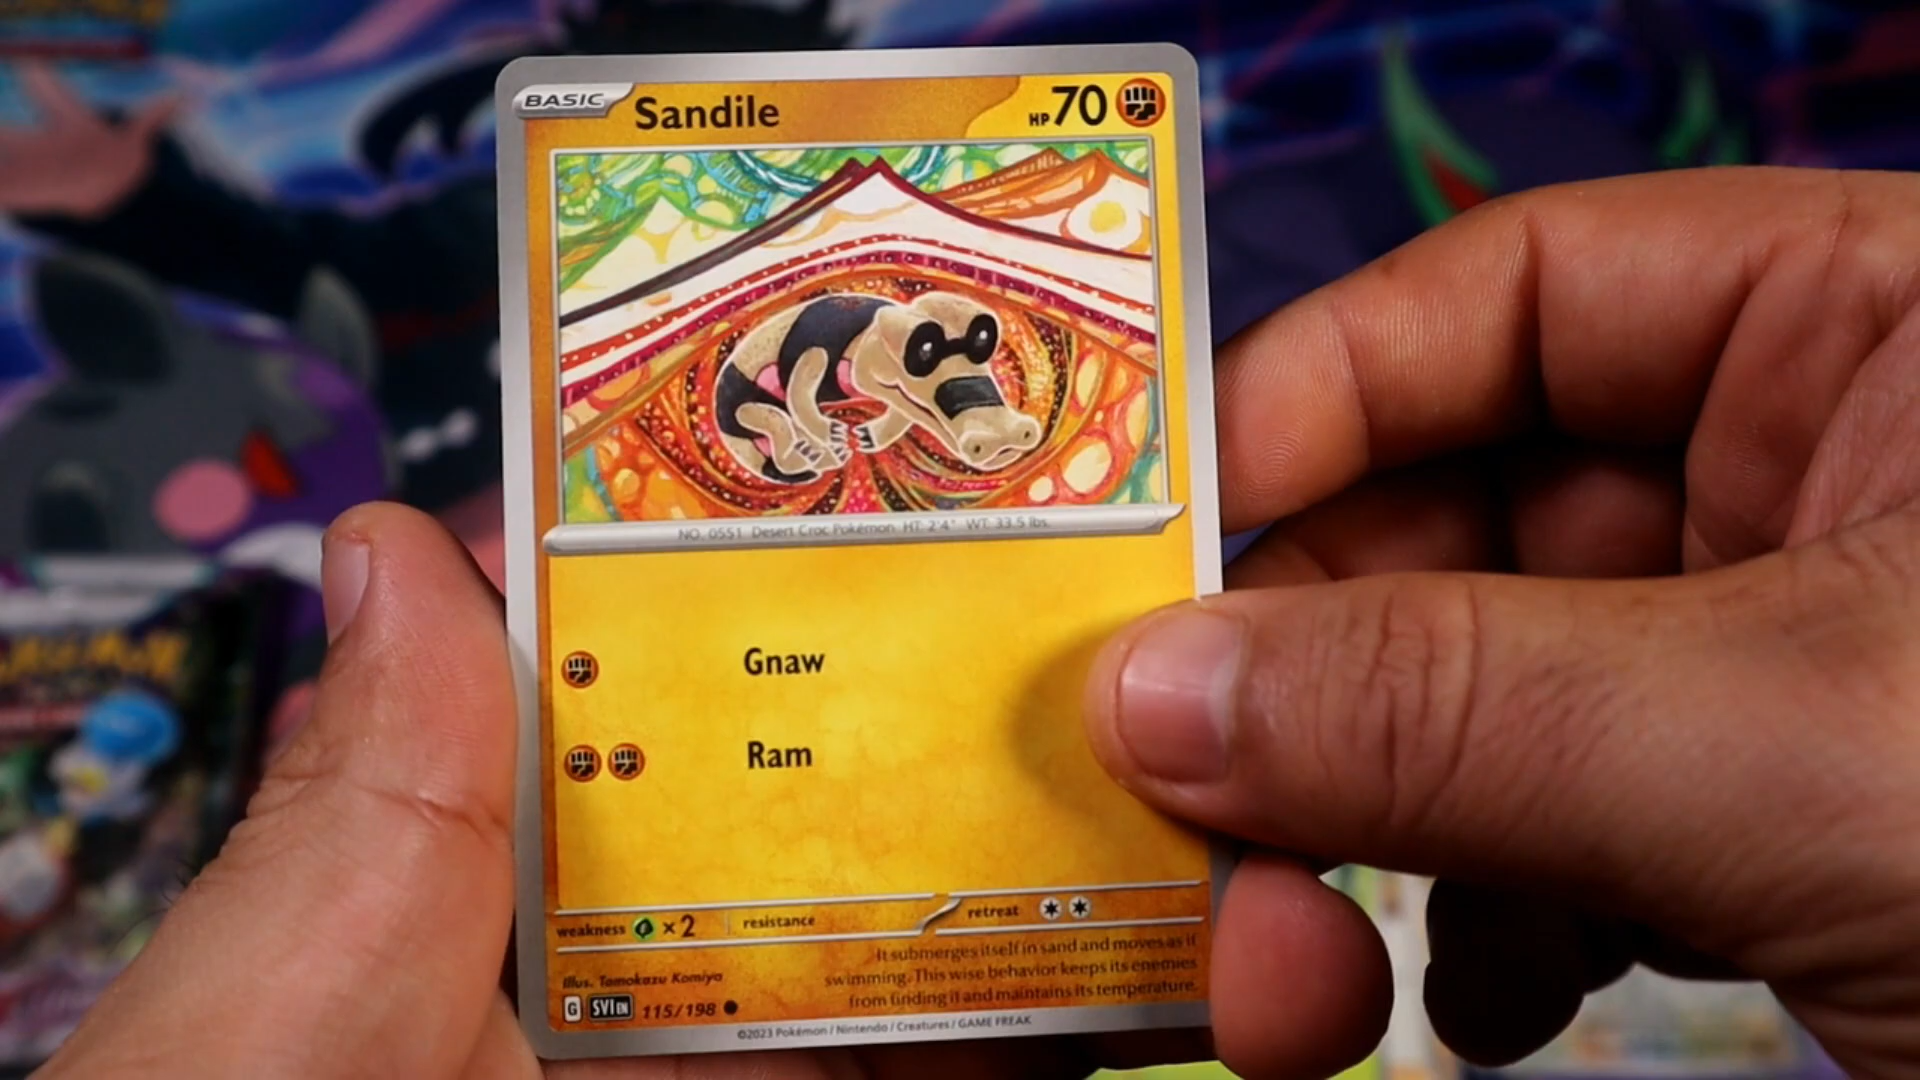 BASIC Sandile HP 70
NO. 0551 Desert Croc Pokémon HT: 2'4" WT: 33.5 lbs.
Gnaw
Ram
weakness ×2 resistance retreat
It submerges itself in sand and moves as if
swimming. This wise behavior keeps its enemies
from finding it and maintains its temperature.
Illus. Tomokazu Komiya
G SVI EN 115/198
©2023 Pokémon / Nintendo / Creatures / GAME FREAK